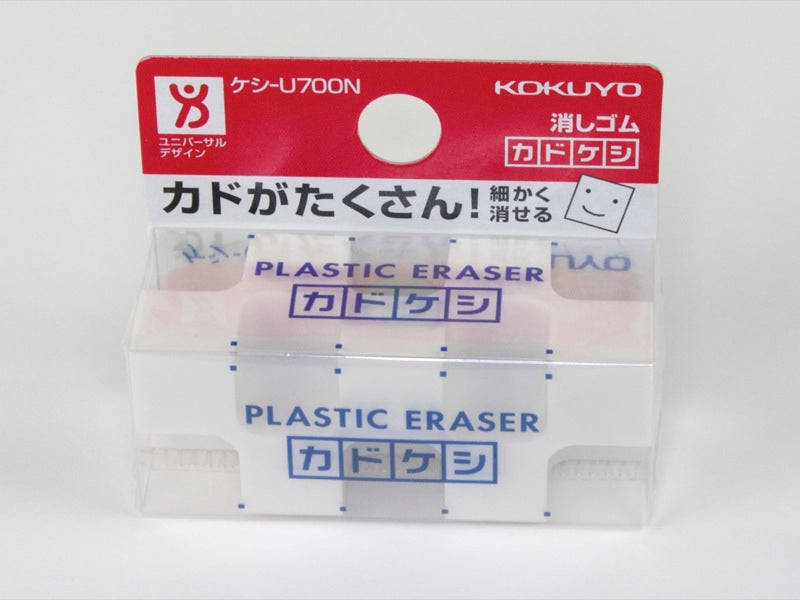 ケシ-U700N
KOKUYO
ユニバーサル
デザイン
消しゴム
カドケシ
カドがたくさん!
細かく
消せる
PLASTIC ERASER
カドケシ
PLASTIC ERASER
カドケシ